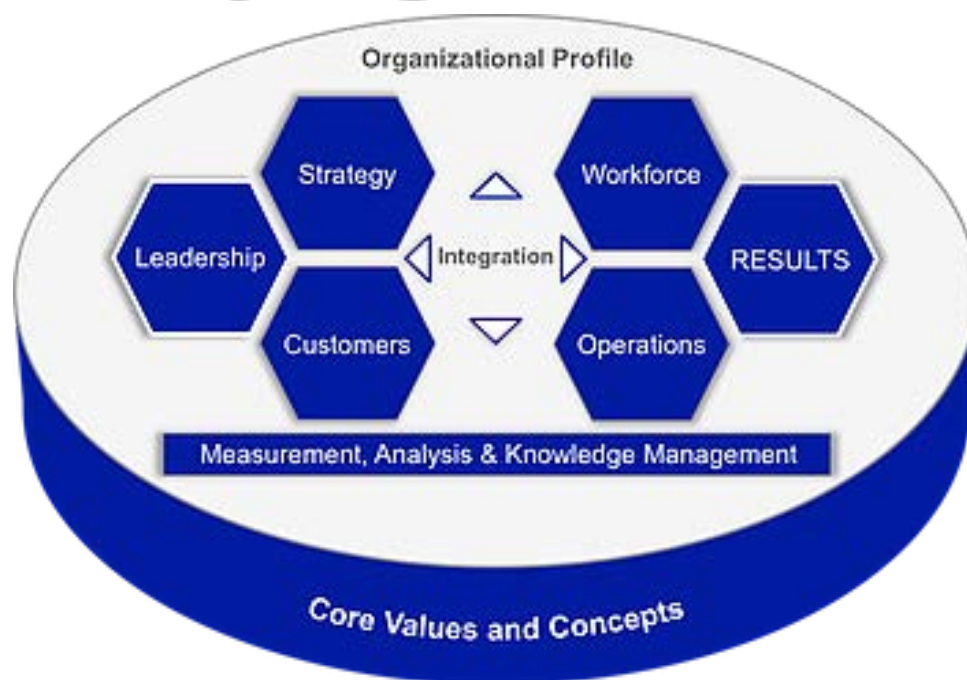 Organizational Profile
Strategy
Workforce
Leadership
Integration
RESULTS
Customers
Operations
Measurement, Analysis & Knowledge Management
Core Values and Concepts